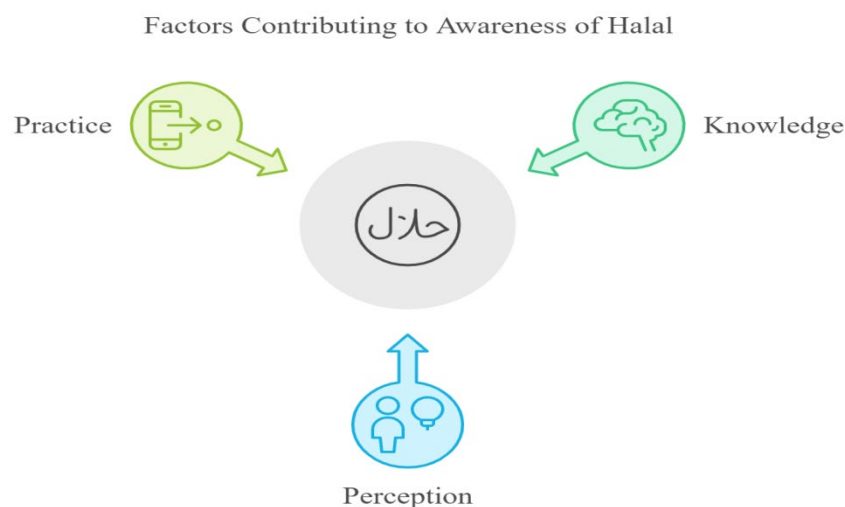 Factors Contributing to Awareness of Halal
Practice
Knowledge
حلال
Perception